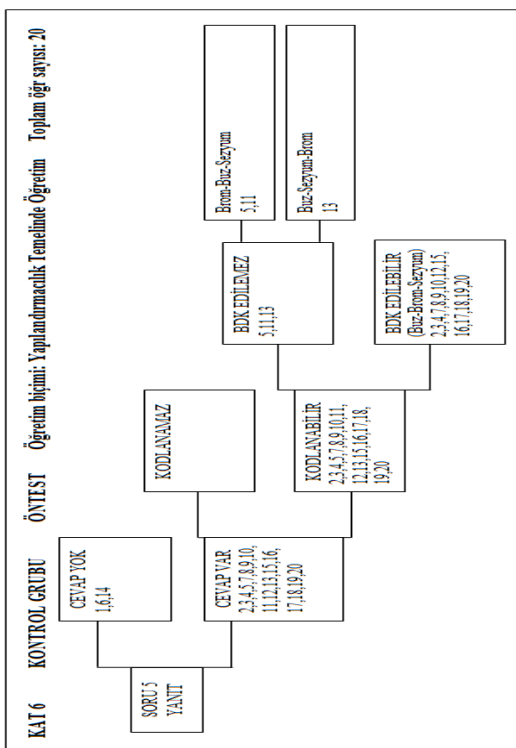 KAT 6 KONTROL GRUBU ÖNTEST Öğretim biçimi: Yapılandırmacılık Temelinde Öğretim Toplam öğr sayısı: 20
SORU 5
YANIT
CEVAP YOK
1,6,14
CEVAP VAR
2,3,4,5,7,8,9,10,
11,12,13,15,16,
17,18,19,20
KODLANAMAZ
KODLANABİLİR
2,3,4,5,7,8,9,10,11,
12,13,15,16,17,18,
19,20
BDK EDİLEMEZ
5,11,13
BDK EDİLEBİLİR
(Buz-Brom-Sezyum)
2,3,4,7,8,9,10,12,15,
16,17,18,19,20
Brom-Buz-Sezyum
5,11
Buz-Sezyum-Brom
13